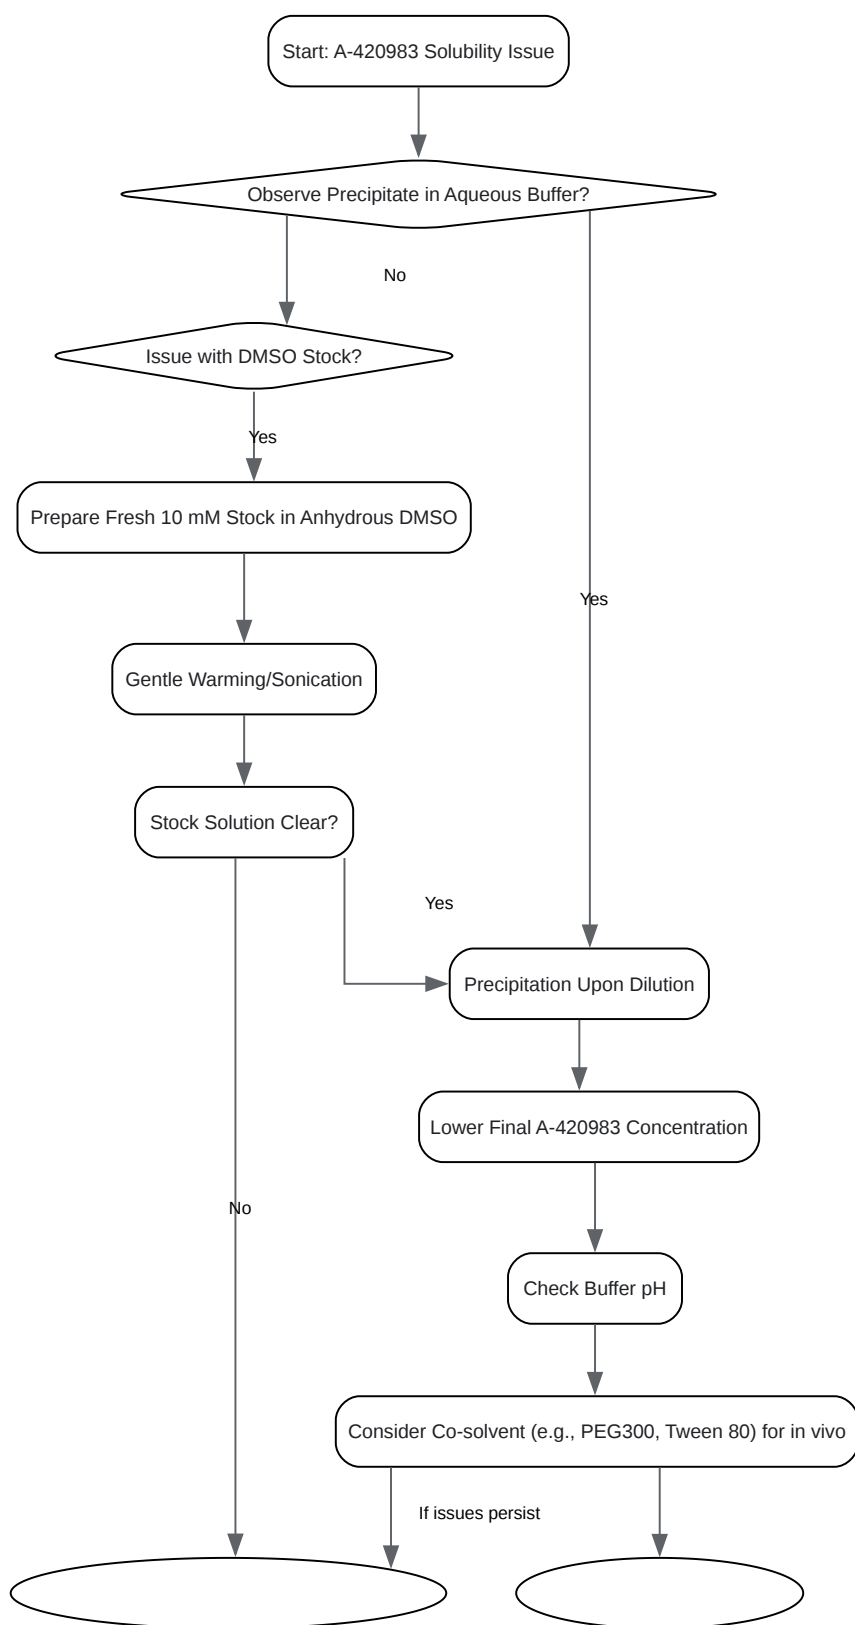 Start: A-420983 Solubility Issue
Observe Precipitate in Aqueous Buffer?
No
Issue with DMSO Stock?
Yes
Prepare Fresh 10 mM Stock in Anhydrous DMSO
Yes
Gentle Warming/Sonication
Stock Solution Clear?
Yes
Precipitation Upon Dilution
Lower Final A-420983 Concentration
No
Check Buffer pH
Consider Co-solvent (e.g., PEG300, Tween 80) for in vivo
If issues persist